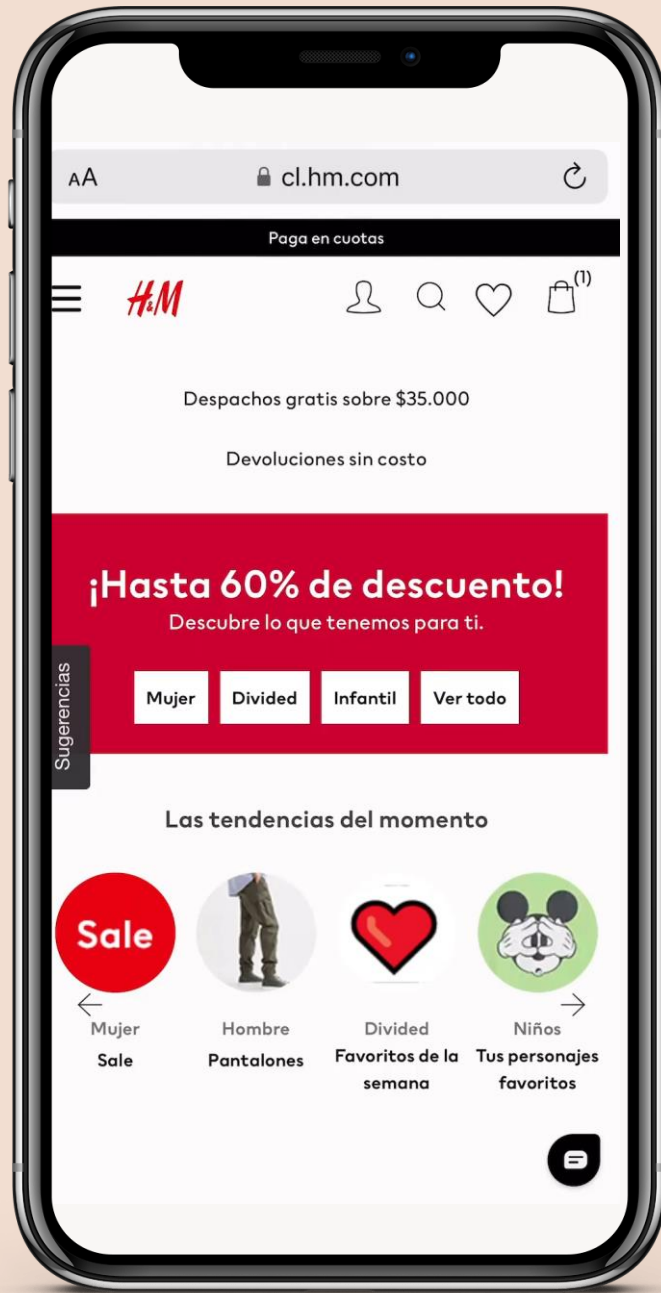 AA cl.hm.com
Paga en cuotas
H&M (1)
Despachos gratis sobre $35.000
Devoluciones sin costo
¡Hasta 60% de descuento!
Descubre lo que tenemos para ti.
Sugerencias
Mujer Divided Infantil Ver todo
Las tendencias del momento
Sale
Mujer Hombre Divided Niños
Sale Pantalones Favoritos de la Tus personajes
semana favoritos